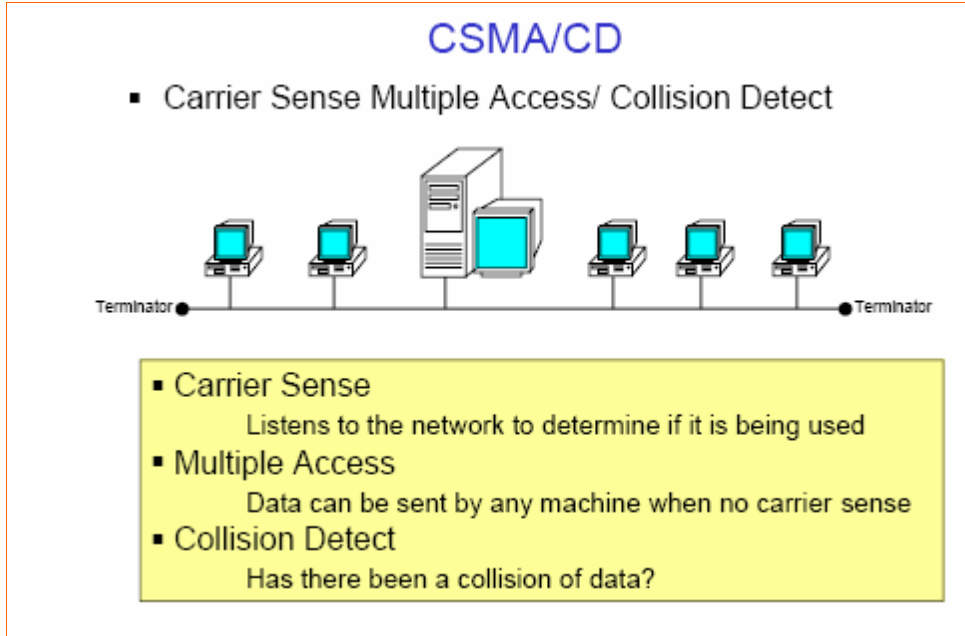 CSMA/CD
▪ Carrier Sense Multiple Access/ Collision Detect
Terminator
Terminator
▪ Carrier Sense
Listens to the network to determine if it is being used
▪ Multiple Access
Data can be sent by any machine when no carrier sense
▪ Collision Detect
Has there been a collision of data?